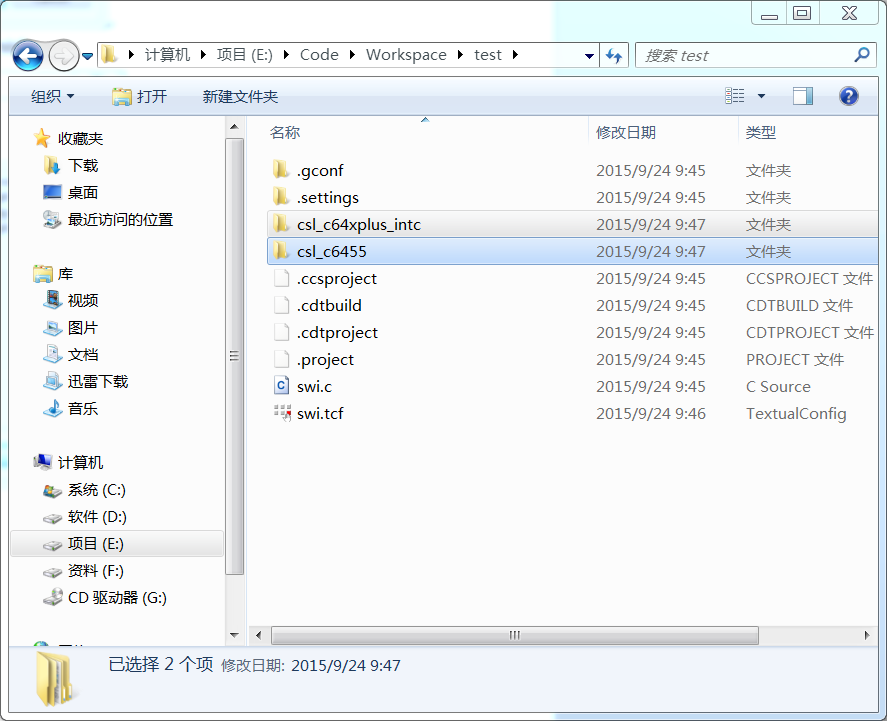 计算机 项目 (E:) Code Workspace test
搜索 test
组织 打开 新建文件夹
收藏夹
下载
桌面
最近访问的位置
库
视频
图片
文档
迅雷下载
音乐
计算机
系统 (C:)
软件 (D:)
项目 (E:)
资料 (F:)
CD 驱动器 (G:)
名称 修改日期 类型
.gconf 2015/9/24 9:45 文件夹
.settings 2015/9/24 9:45 文件夹
csl_c64xplus_intc 2015/9/24 9:47 文件夹
csl_c6455 2015/9/24 9:47 文件夹
.ccsproject 2015/9/24 9:45 CCSPROJECT 文件
.cdtbuild 2015/9/24 9:45 CDTBUILD 文件
.cdtproject 2015/9/24 9:45 CDTPROJECT 文件
.project 2015/9/24 9:45 PROJECT 文件
swi.c 2015/9/24 9:45 C Source
swi.tcf 2015/9/24 9:46 TextualConfig
已选择 2 个项 修改日期: 2015/9/24 9:47